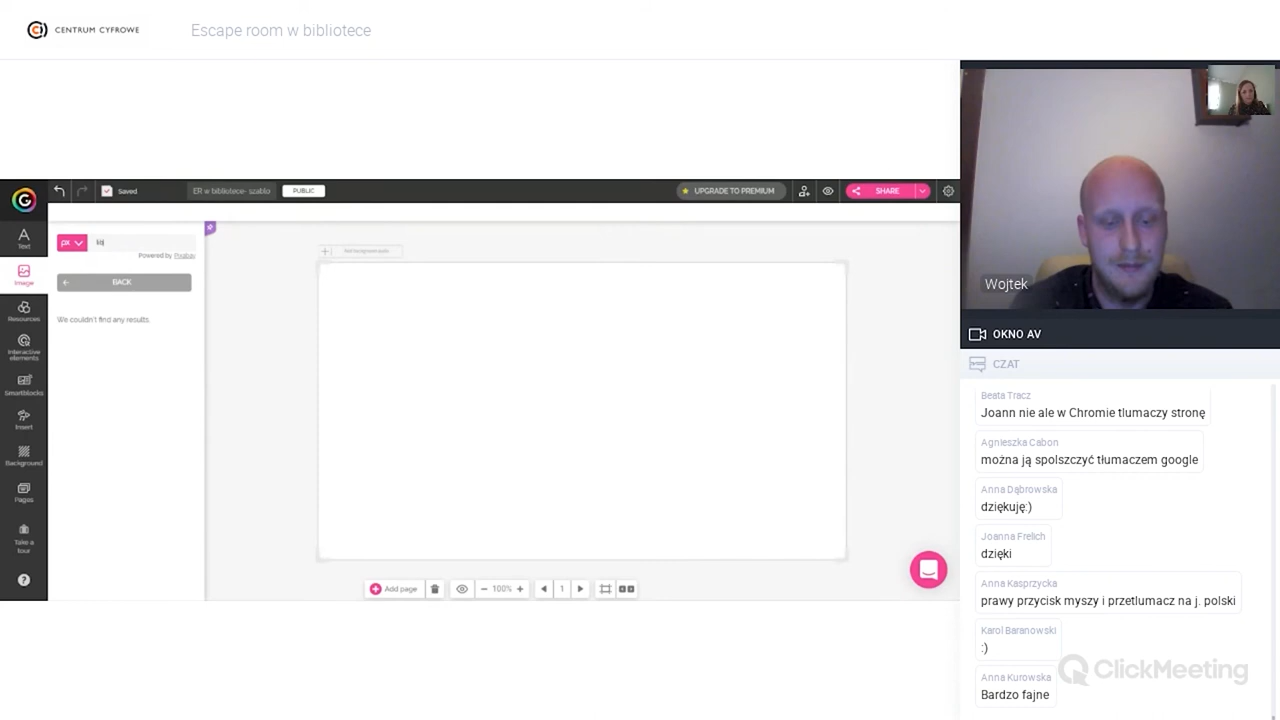 CENTRUM CYFROWE
Escape room w bibliotece
Saved
ER w bibliotece- szablo
PUBLIC
UPGRADE TO PREMIUM
SHARE
Text
px
Powered by Pixabay
Image
BACK
We couldn't find any results.
Resources
Interactive
elements
Smartblocks
Insert
Background
Pages
Take a
tour
?
Add page
100%
1
Wojtek
OKNO AV
CZAT
Beata Tracz
Joann nie ale w Chromie tlumaczy stronę
Agnieszka Cabon
można ją spolszczyć tłumaczem google
Anna Dąbrowska
dziękuję:)
Joanna Frelich
dzięki
Anna Kasprzycka
prawy przycisk myszy i przetlumacz na j. polski
Karol Baranowski
:)
Anna Kurowska
Bardzo fajne
ClickMeeting